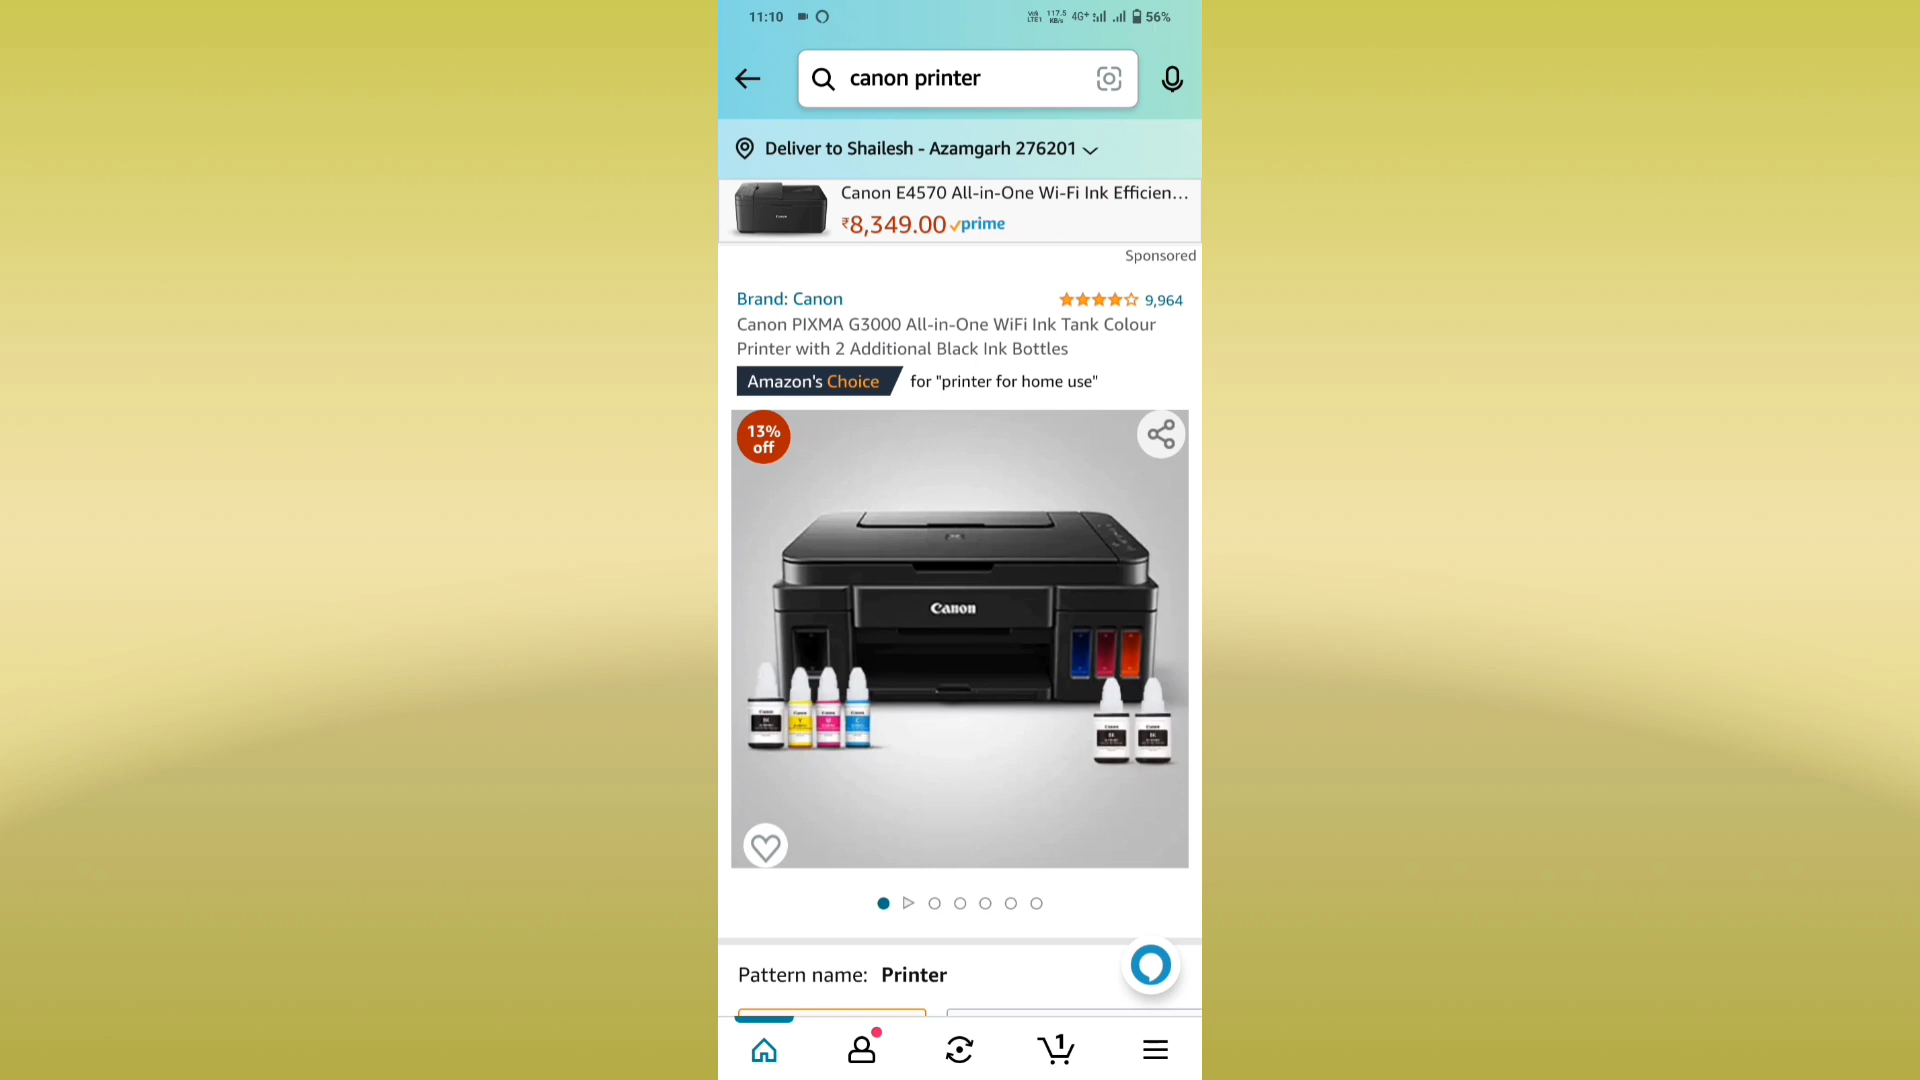 11:10
4G+ 56%
canon printer
Deliver to Shailesh - Azamgarh 276201
Canon E4570 All-in-One Wi-Fi Ink Efficien...
₹8,349.00 prime
Sponsored
Brand: Canon 9,964
Canon PIXMA G3000 All-in-One WiFi Ink Tank Colour
Printer with 2 Additional Black Ink Bottles
Amazon's Choice for "printer for home use"
13%
off
Canon
Pattern name: Printer
1